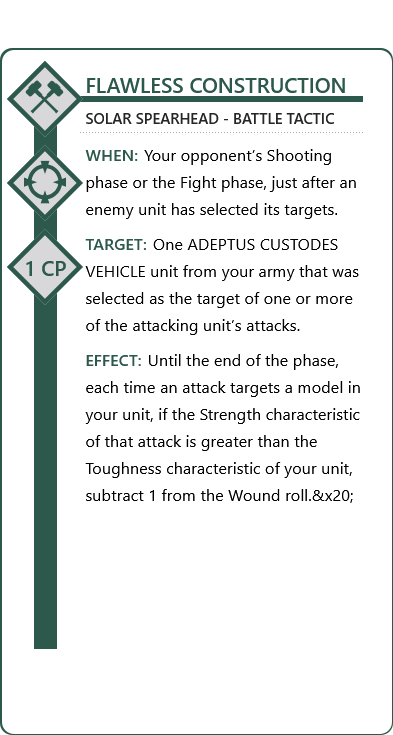 FLAWLESS CONSTRUCTION
SOLAR SPEARHEAD - BATTLE TACTIC
WHEN: Your opponent’s Shooting
phase or the Fight phase, just after an
enemy unit has selected its targets.
1 CP
TARGET: One ADEPTUS CUSTODES
VEHICLE unit from your army that was
selected as the target of one or more
of the attacking unit’s attacks.
EFFECT: Until the end of the phase,
each time an attack targets a model in
your unit, if the Strength characteristic
of that attack is greater than the
Toughness characteristic of your unit,
subtract 1 from the Wound roll.&x20;